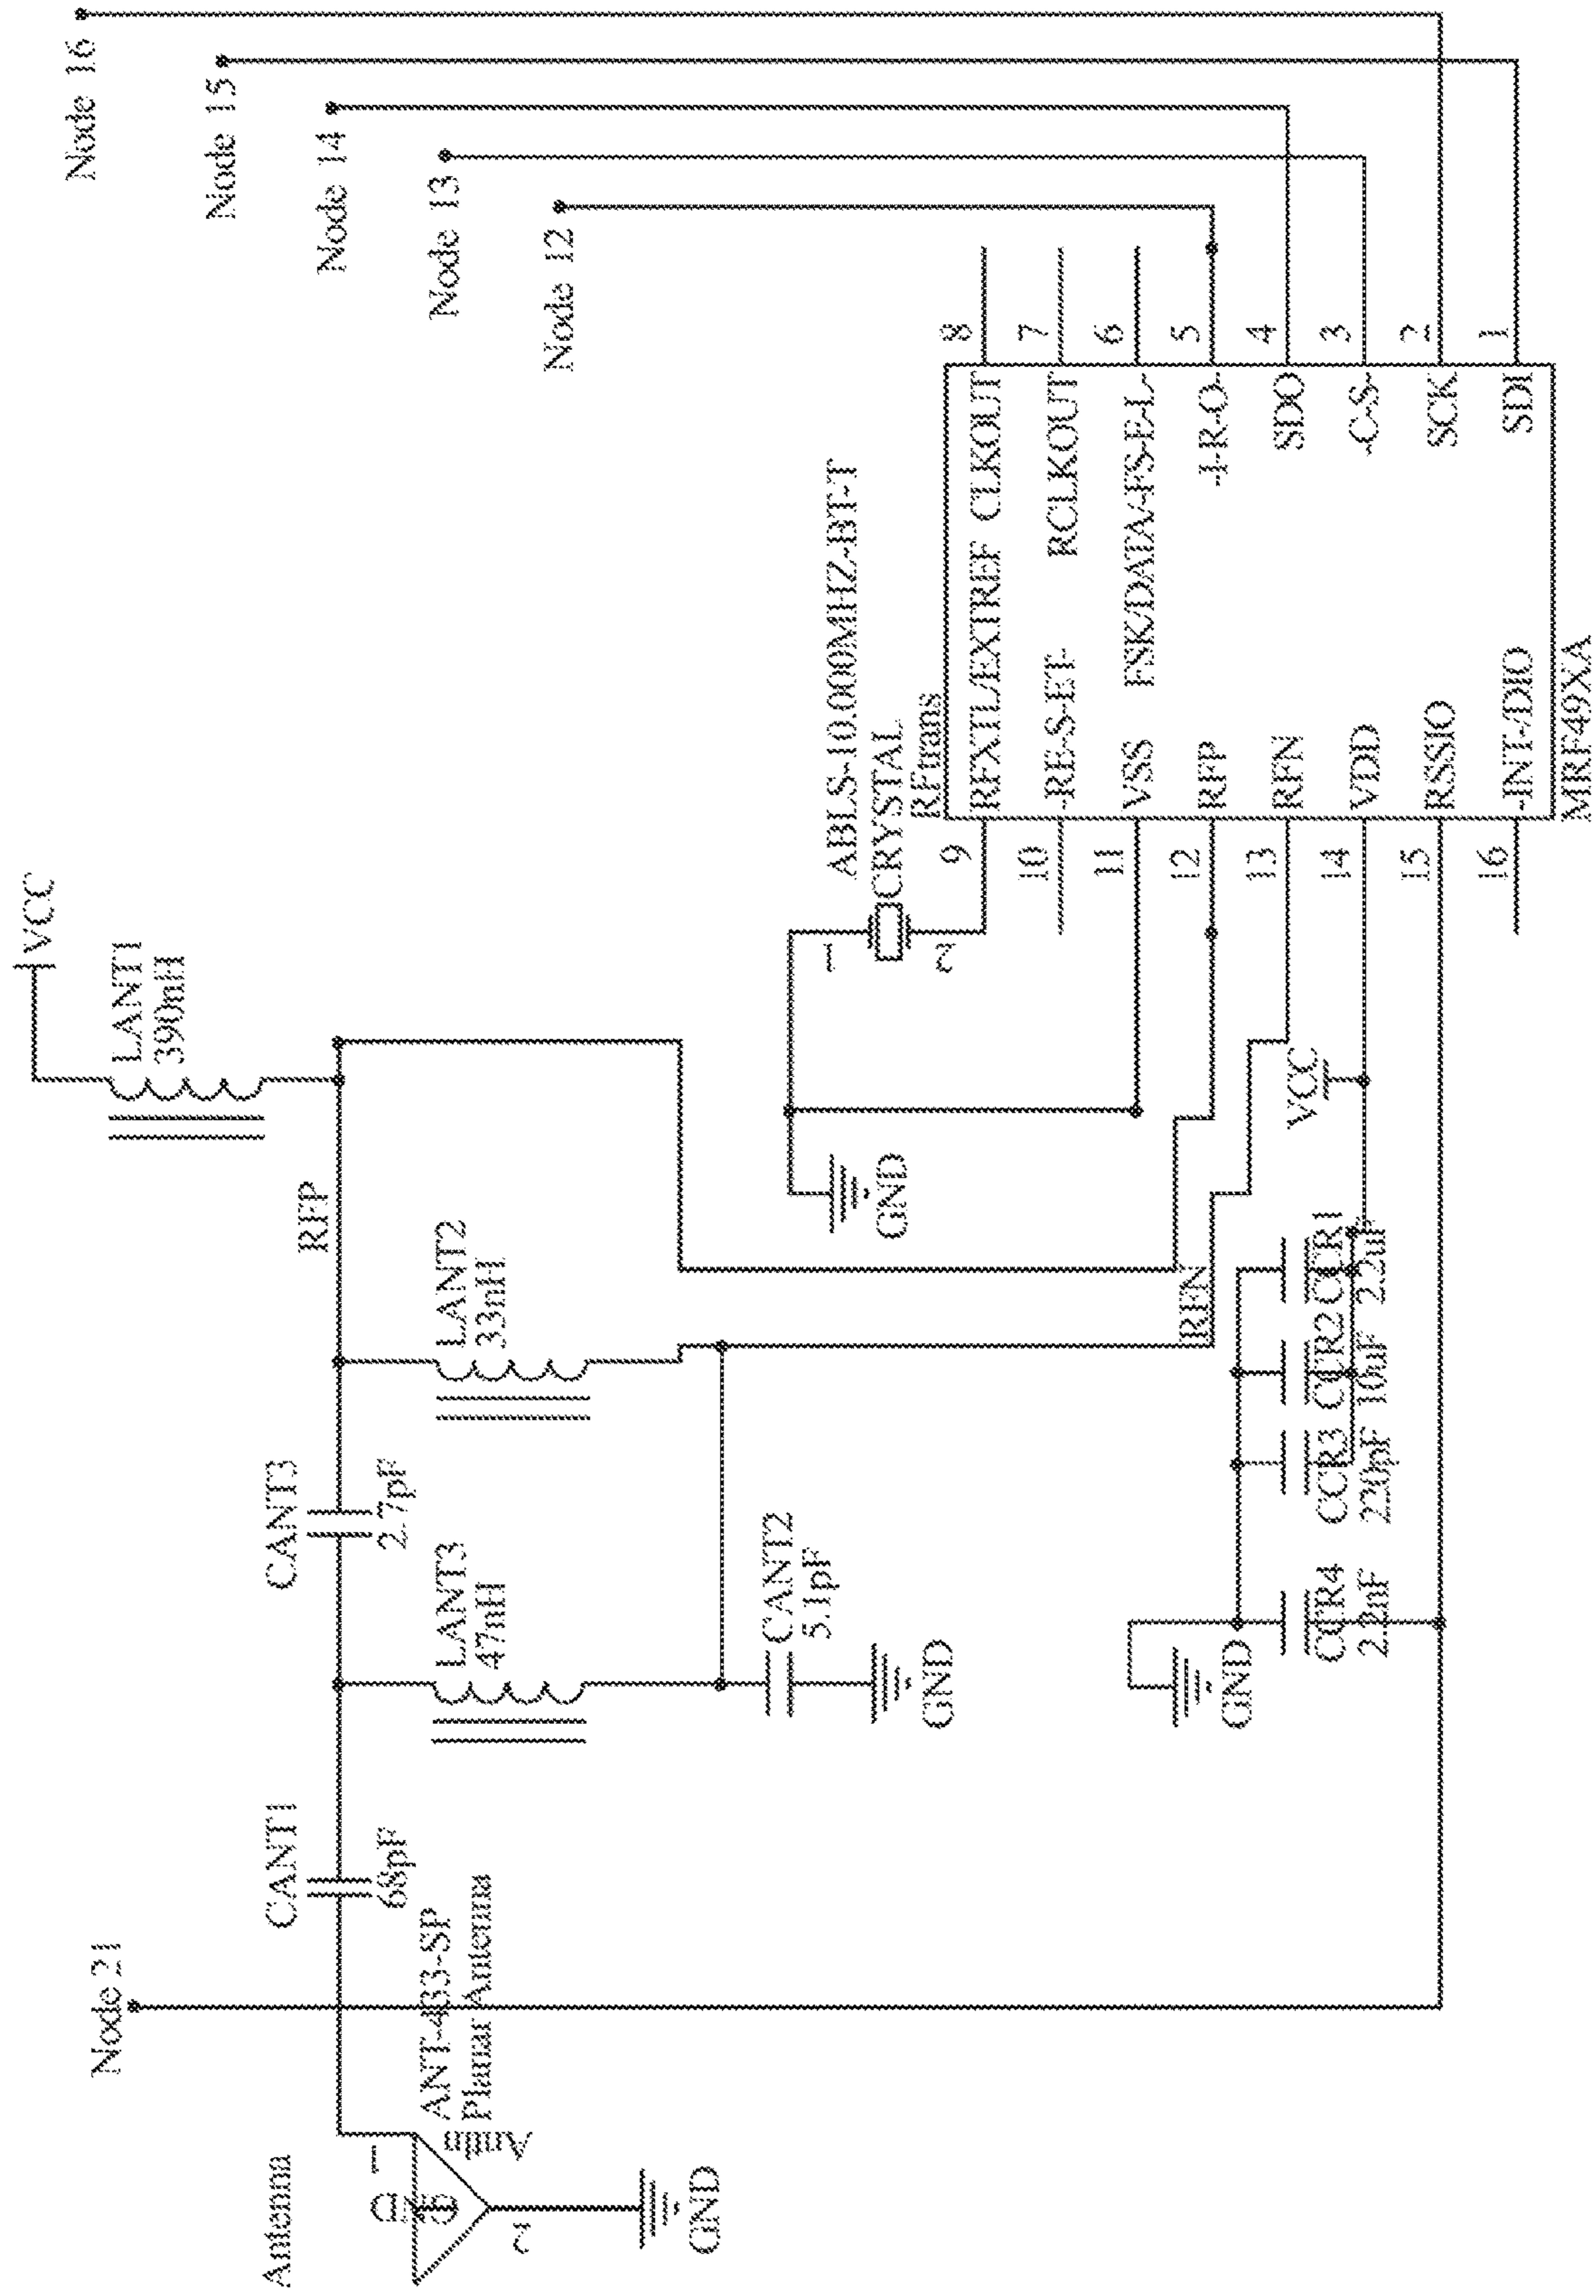 Node 16
Node 15
Node 14
Node 13
Node 12
VCC
LANT1
390nH
RFP
LANT2
33nH
CANT3
2.7pF
LANT3
47nH
CANT2
5.1pF
GND
CANT1
68pF
Node 21
ANT-433-SP
Planar Antenna
Antenna
1
GND
2
GND
ABLS-10.000MHZ-BT-T
CRYSTAL
1
2
GND
RFtrans
RFXTL/EXTREF CLKOUT
-RE-S-ET- RCLKOUT
VSS FSK/DATA/-FS-E-L-
RFP -I-R-O-
RFN SDO
VDD -C-S-
RSSIO SCK
-INT-/DIO SDI
MRF49XA
9
10
11
12
13
14
15
16
8
7
6
5
4
3
2
1
RFN
VCC
CCR1
2.2uF
CCR2
10uF
CCR3
220pF
CCR4
2.2nF
GND